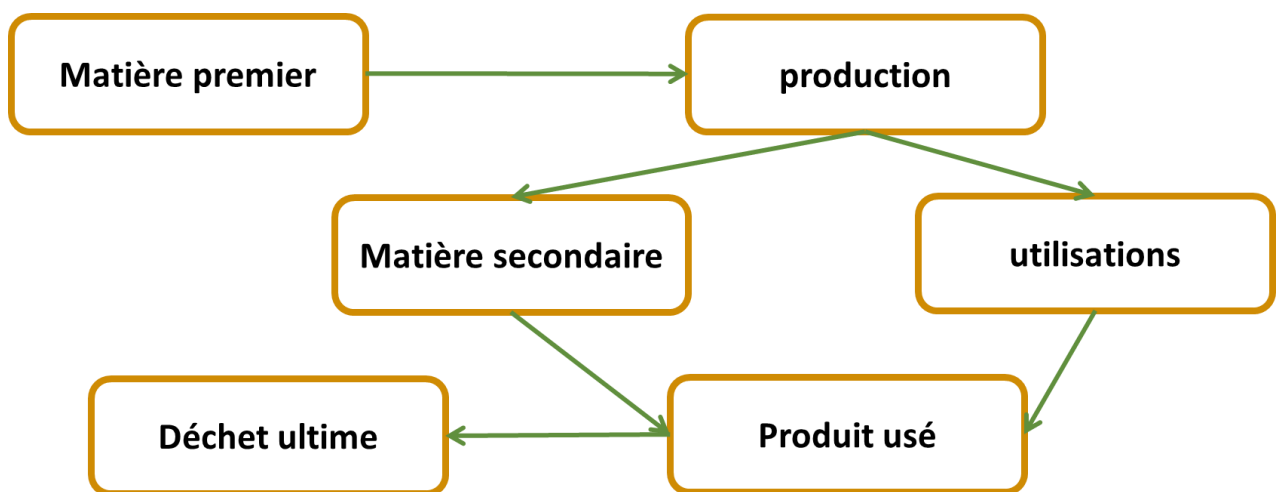 Matière premier
production
Matière secondaire
utilisations
Déchet ultime
Produit usé